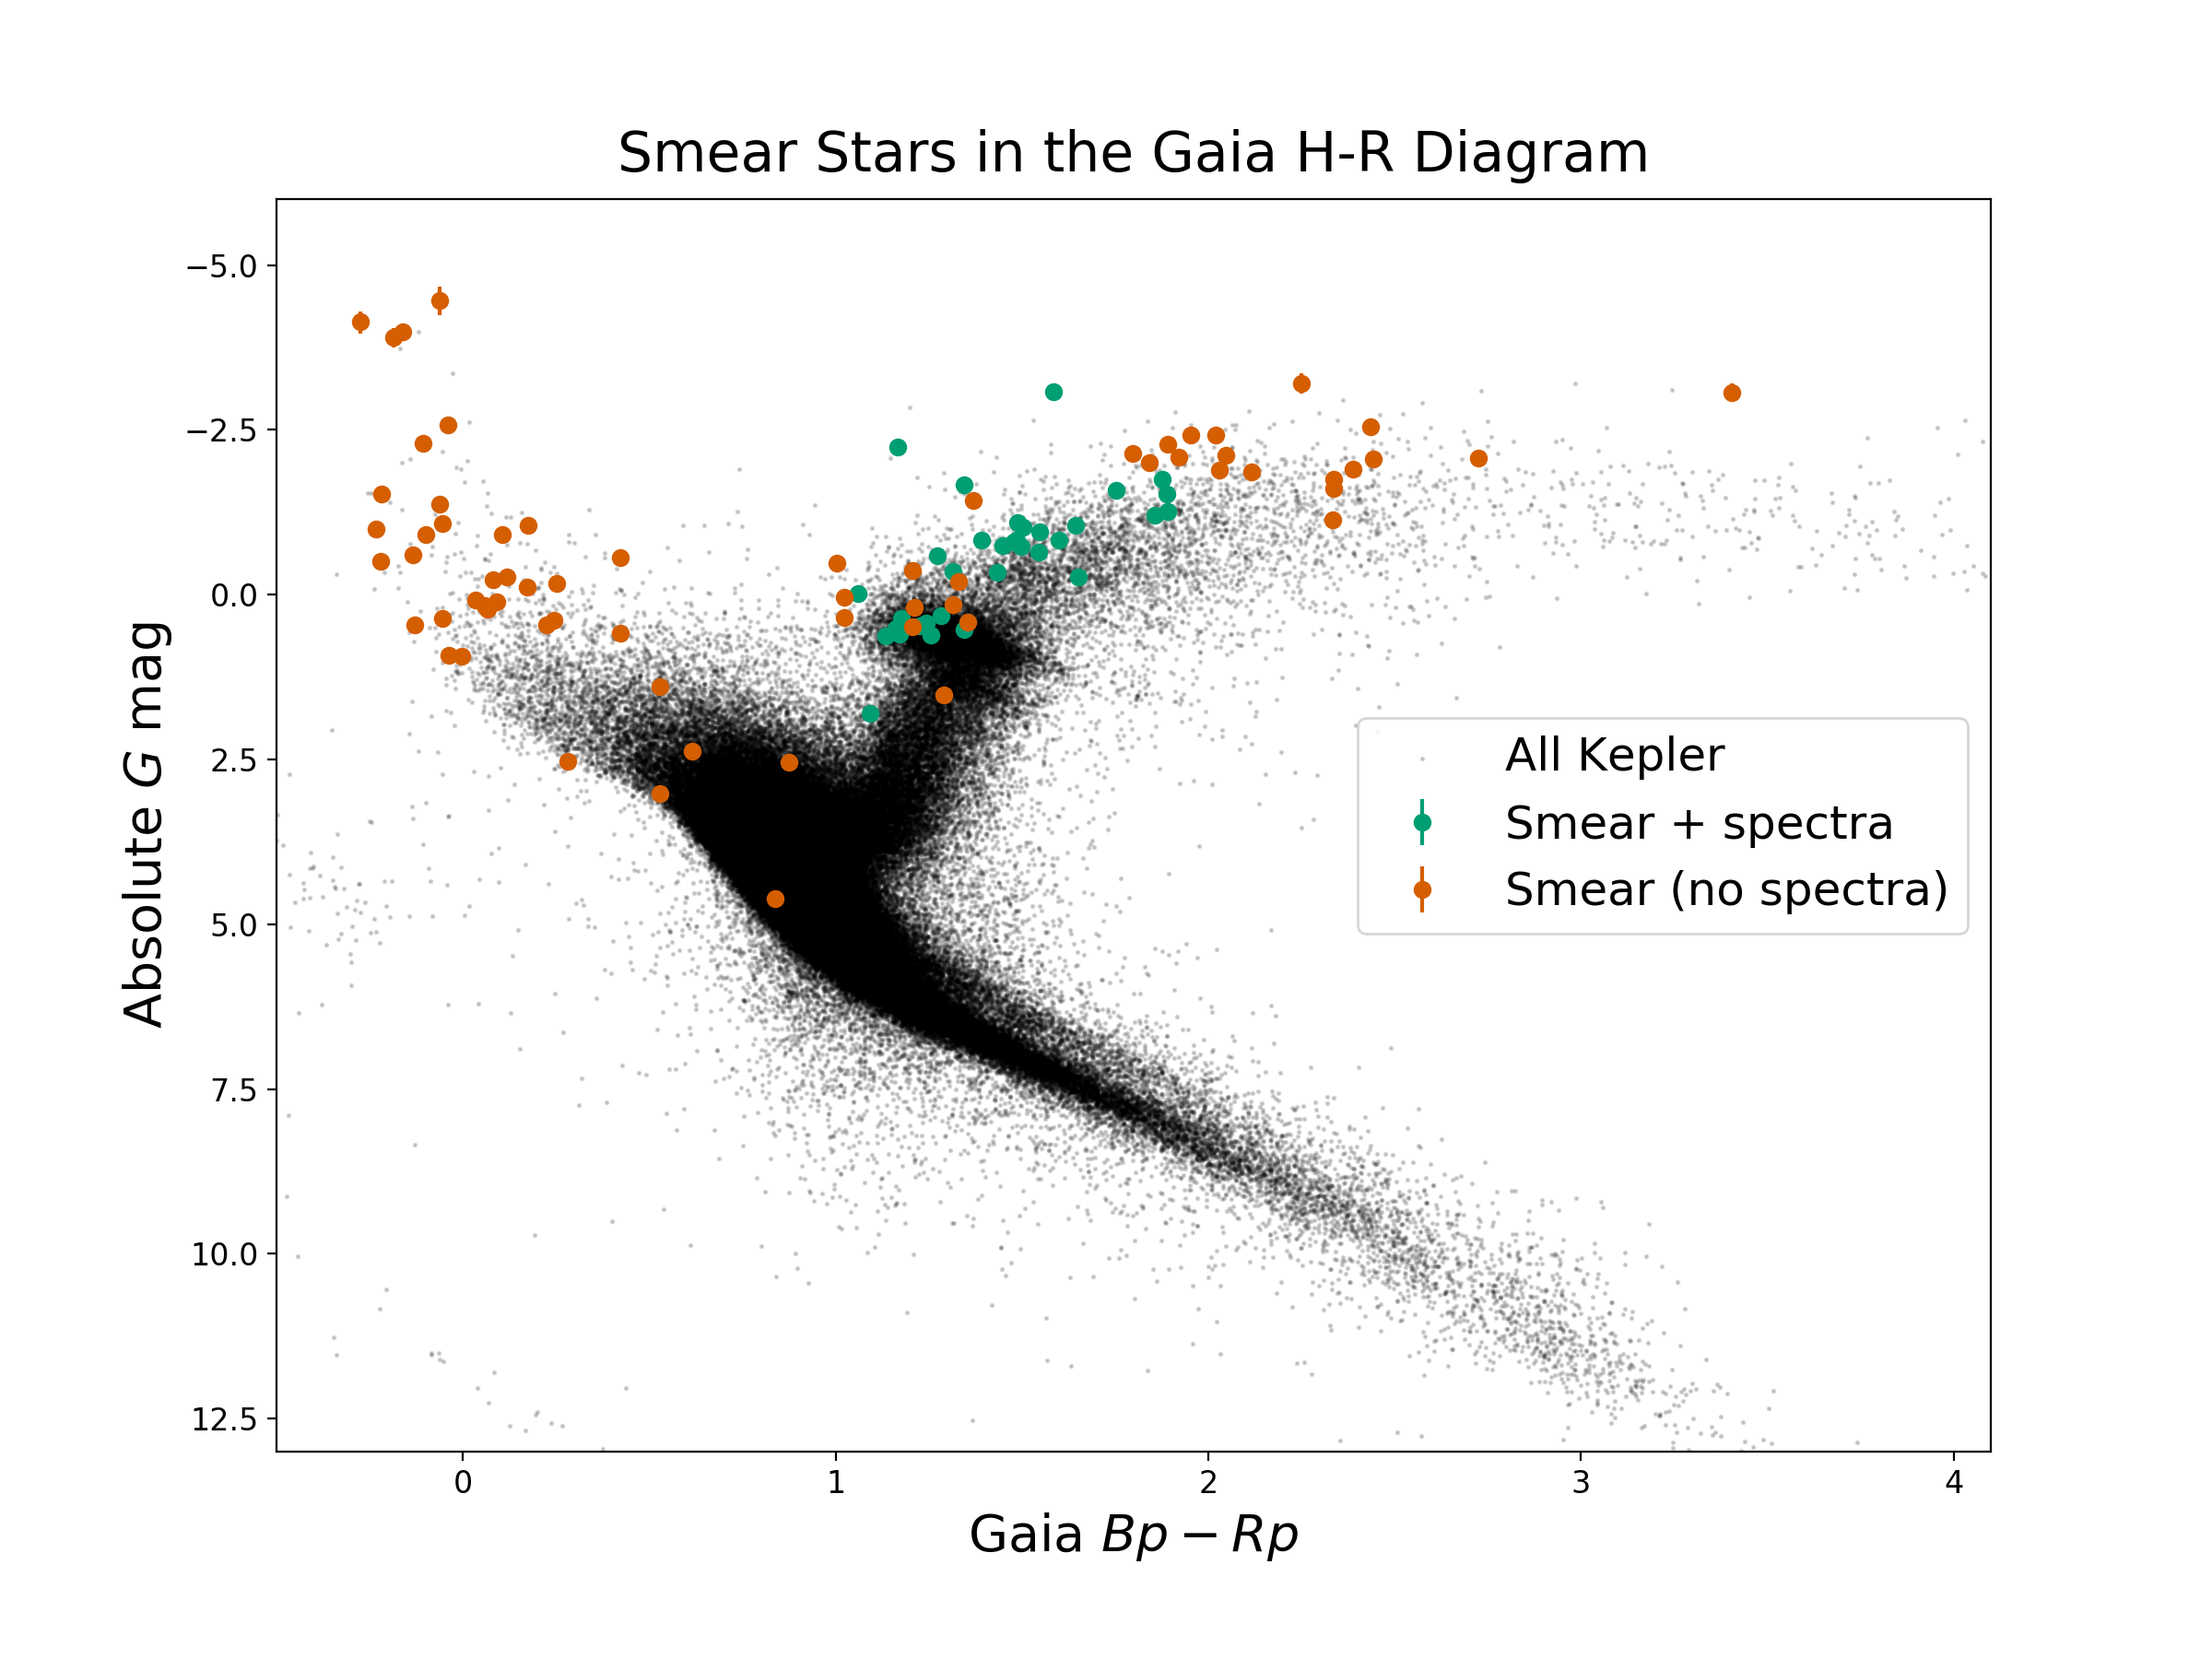 Smear Stars in the Gaia H-R Diagram
Absolute G mag
−5.0
−2.5
0.0
2.5
5.0
7.5
10.0
12.5
All Kepler
Smear + spectra
Smear (no spectra)
0 1 2 3 4
Gaia Bp − Rp